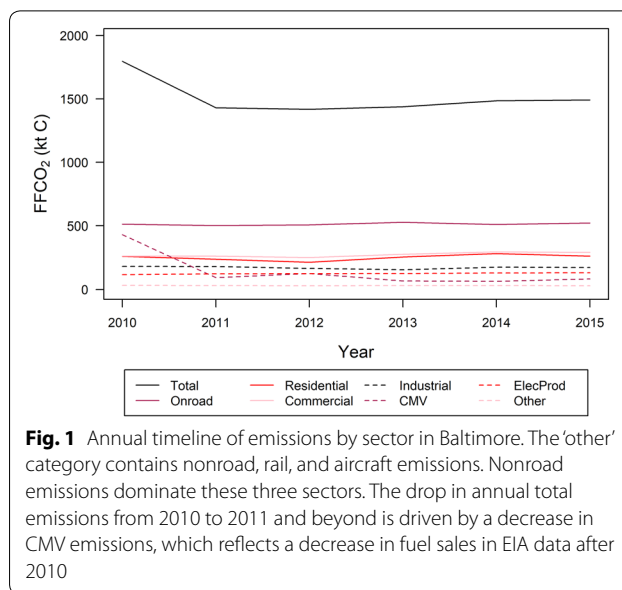 2000
1500
1000
500
0
FFCO₂ (kt C)
2010 2011 2012 2013 2014 2015
Year
Total Residential Industrial ElecProd
Onroad Commercial CMV Other
Fig. 1 Annual timeline of emissions by sector in Baltimore. The ‘other’
category contains nonroad, rail, and aircraft emissions. Nonroad
emissions dominate these three sectors. The drop in annual total
emissions from 2010 to 2011 and beyond is driven by a decrease in
CMV emissions, which reflects a decrease in fuel sales in EIA data after
2010